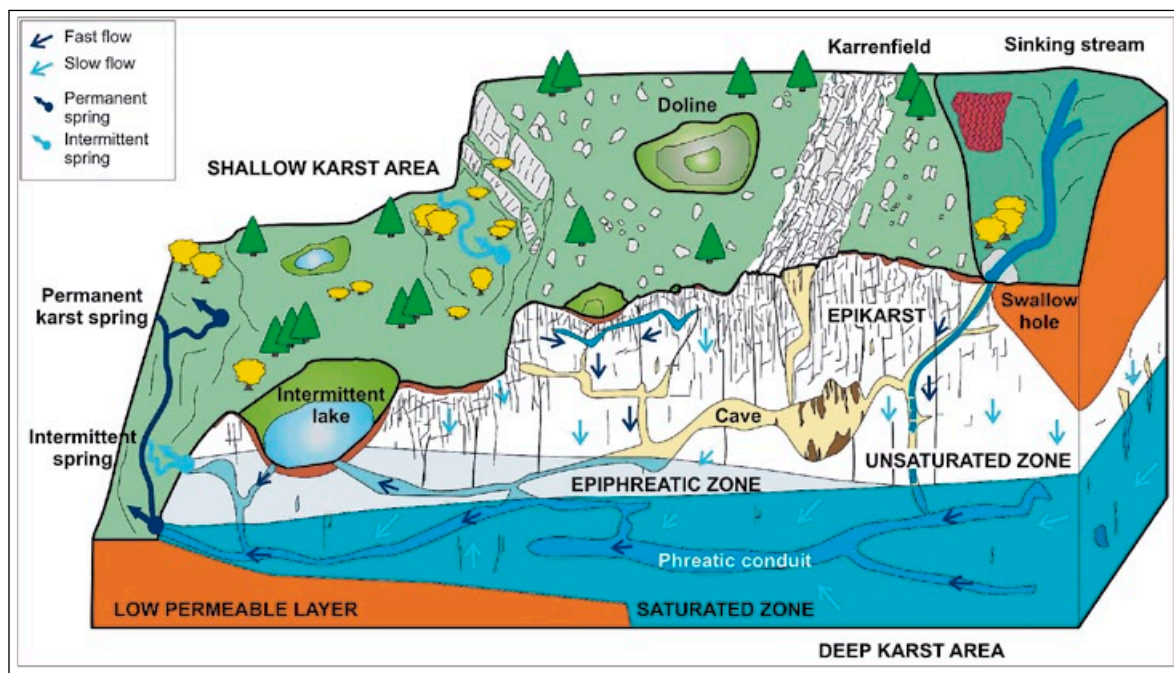 Fast flow
Slow flow
Permanent
spring
Intermittent
spring
Karrenfield
Sinking stream
Doline
SHALLOW KARST AREA
Permanent
karst spring
EPIKARST
Swallow
hole
Intermittent
lake
Cave
Intermittent
spring
UNSATURATED ZONE
EPIPHREATIC ZONE
Phreatic conduit
LOW PERMEABLE LAYER
SATURATED ZONE
DEEP KARST AREA